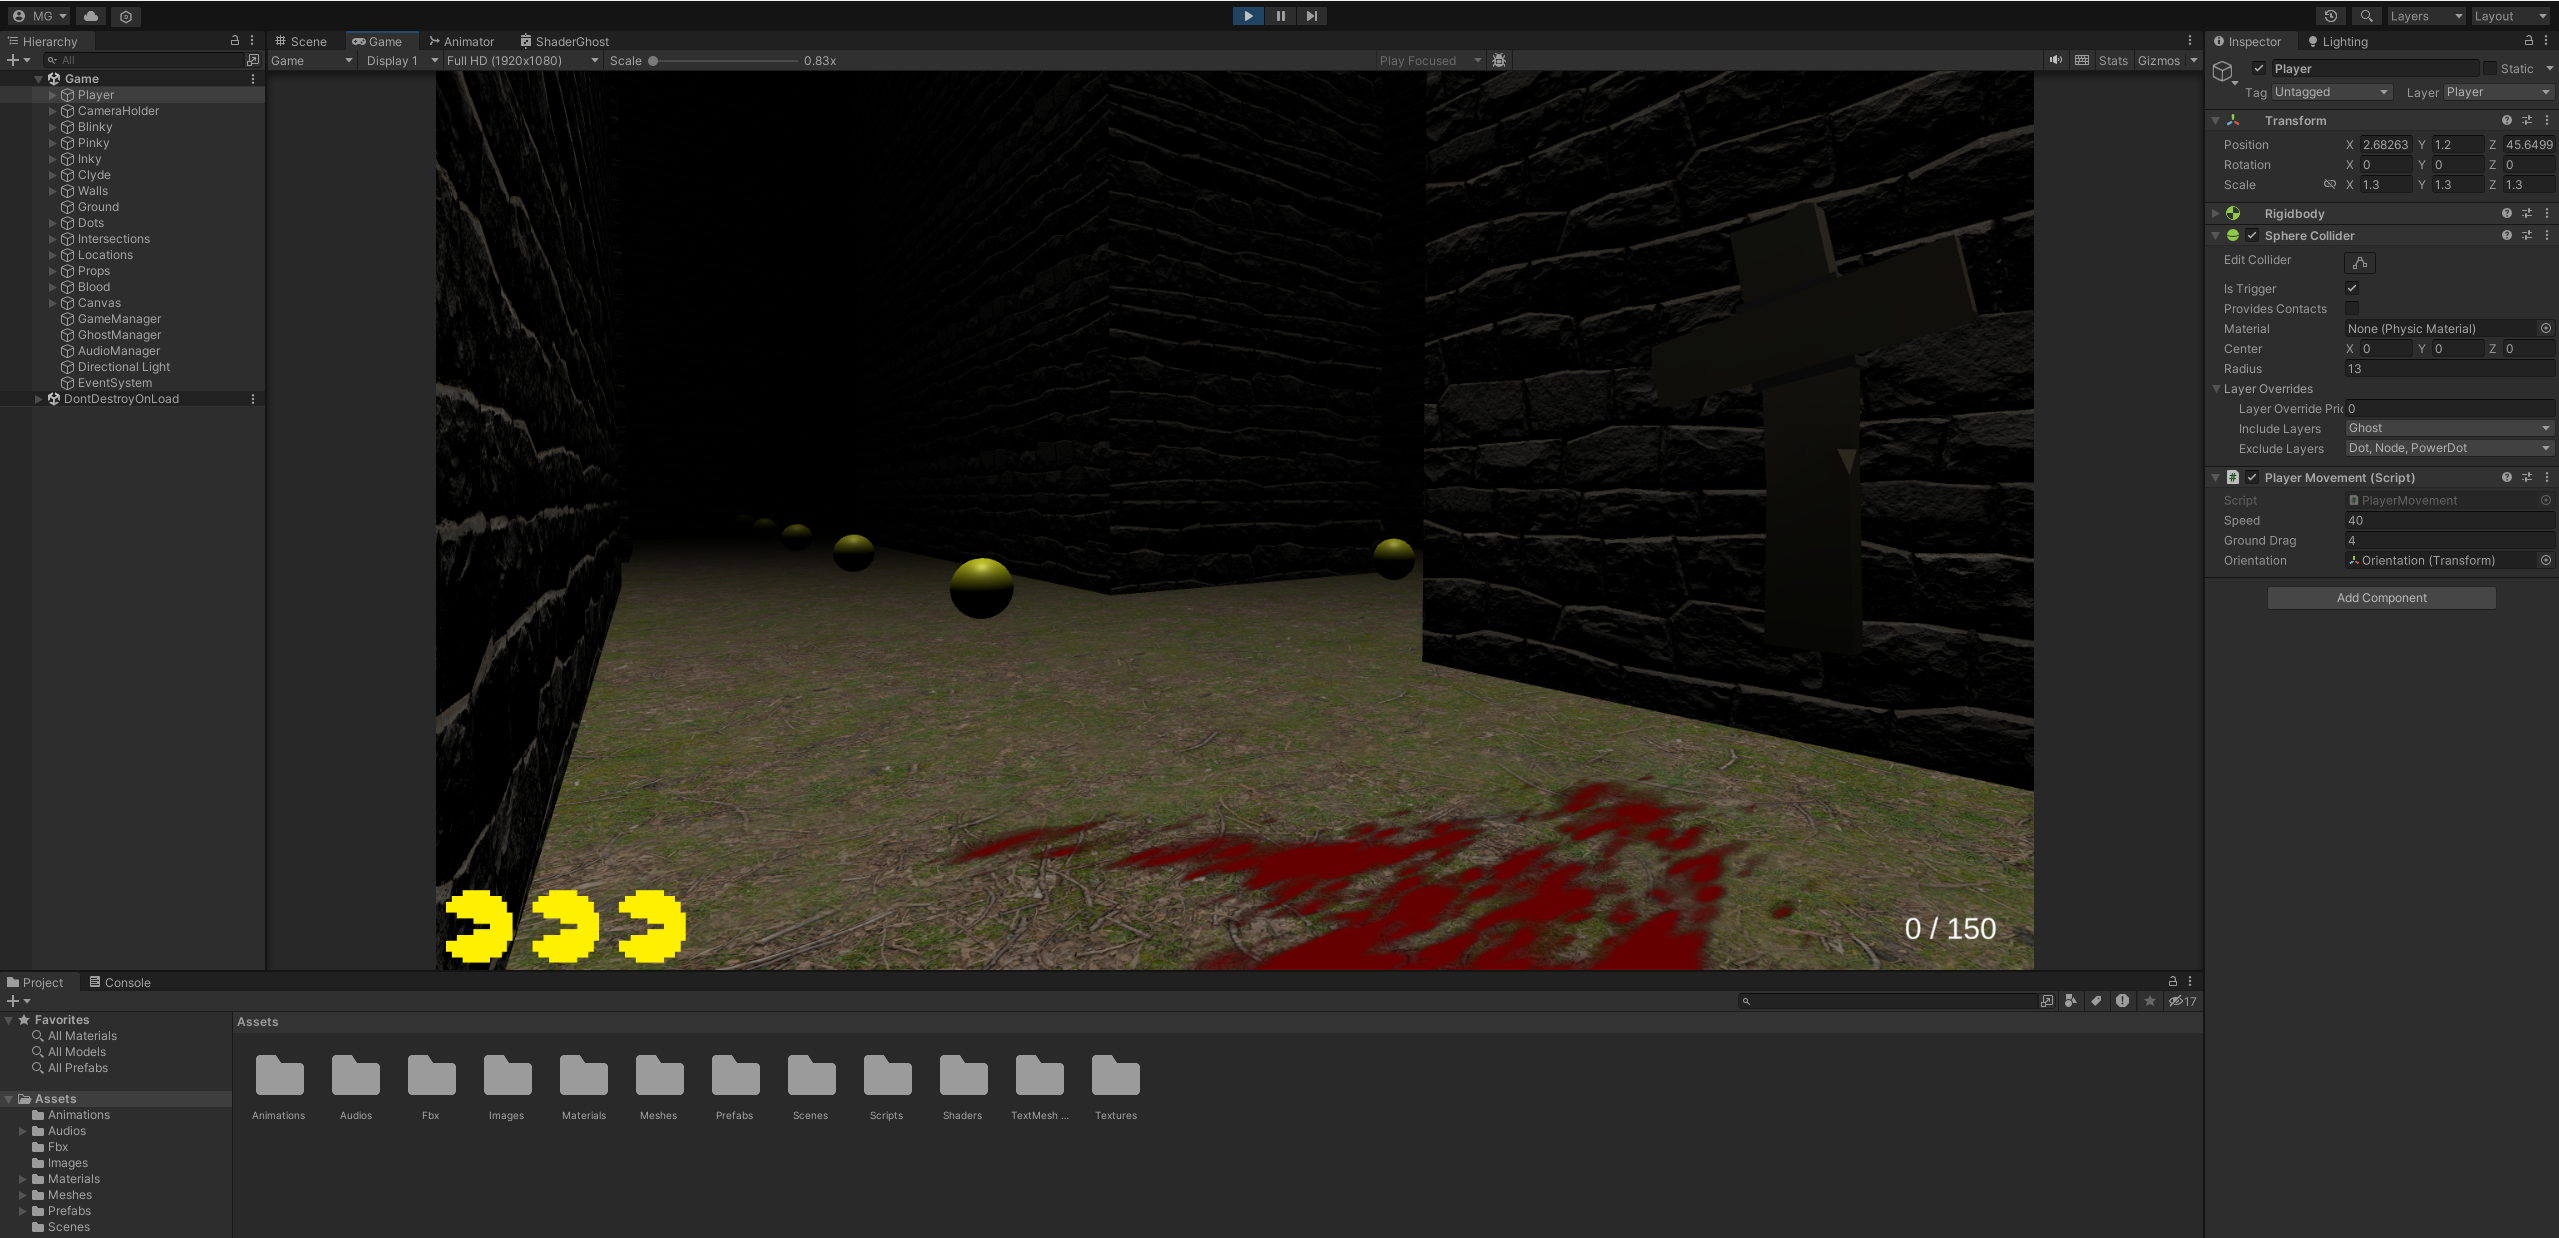 MG
Layers
Layout
Hierarchy
Scene
Game
Animator
ShaderGhost
Inspector
Lighting
All
Game
Display 1
Full HD (1920x1080)
Scale
0.83x
Play Focused
Stats
Gizmos
Game
Player
CameraHolder
Blinky
Pinky
Inky
Clyde
Walls
Ground
Dots
Intersections
Locations
Props
Blood
Canvas
GameManager
GhostManager
AudioManager
Directional Light
EventSystem
DontDestroyOnLoad
0 / 150
Player
Static
Tag Untagged
Layer Player
Transform
Position X 2.68263 Y 1.2 Z 45.6499
Rotation X 0 Y 0 Z 0
Scale X 1.3 Y 1.3 Z 1.3
Rigidbody
Sphere Collider
Edit Collider
Is Trigger
Provides Contacts
Material None (Physic Material)
Center X 0 Y 0 Z 0
Radius 13
Layer Overrides
Layer Override Pri 0
Include Layers Ghost
Exclude Layers Dot, Node, PowerDot
# Player Movement (Script)
Script # PlayerMovement
Speed 40
Ground Drag 4
Orientation Orientation (Transform)
Add Component
Project
Console
17
Favorites
All Materials
All Models
All Prefabs
Assets
Animations
Audios
Fbx
Images
Materials
Meshes
Prefabs
Scenes
Assets
Animations Audios Fbx Images Materials Meshes Prefabs Scenes Scripts Shaders TextMesh ... Textures